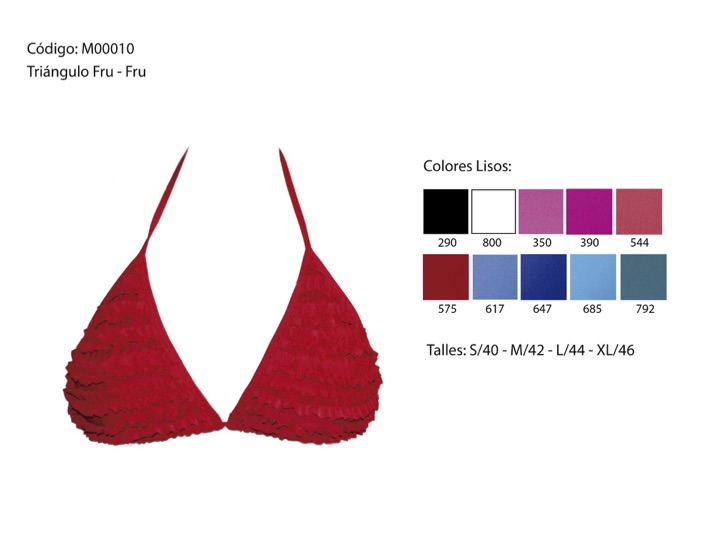 Código: M00010
Triángulo Fru - Fru
Colores Lisos:
290 800 350 390 544
575 617 647 685 792
Talles: S/40 - M/42 - L/44 - XL/46